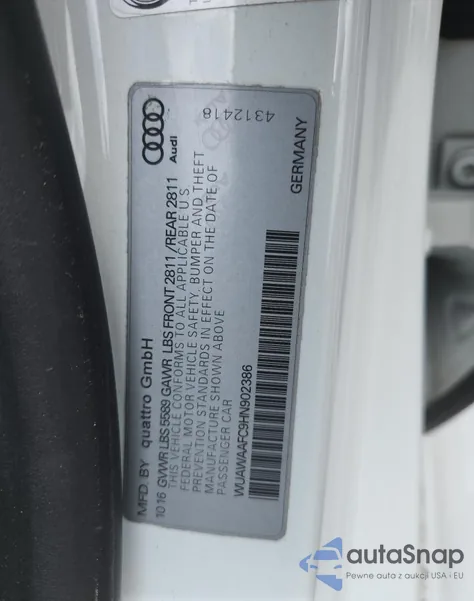 MFD. BY quattro GmbH
10 16 GVWR LBS 5589 GAWR LBS FRONT 2811 /REAR 2811
THIS VEHICLE CONFORMS TO ALL APPLICABLE U S
FEDERAL MOTOR VEHICLE SAFETY, BUMPER AND THEFT
PREVENTION STANDARDS IN EFFECT ON THE DATE OF
MANUFACTURE SHOWN ABOVE
PASSENGER CAR
WUAWAAFC9HN902386
GERMANY
Audi
4312418
autoSnap
Pewne auta z aukcji USA i EU